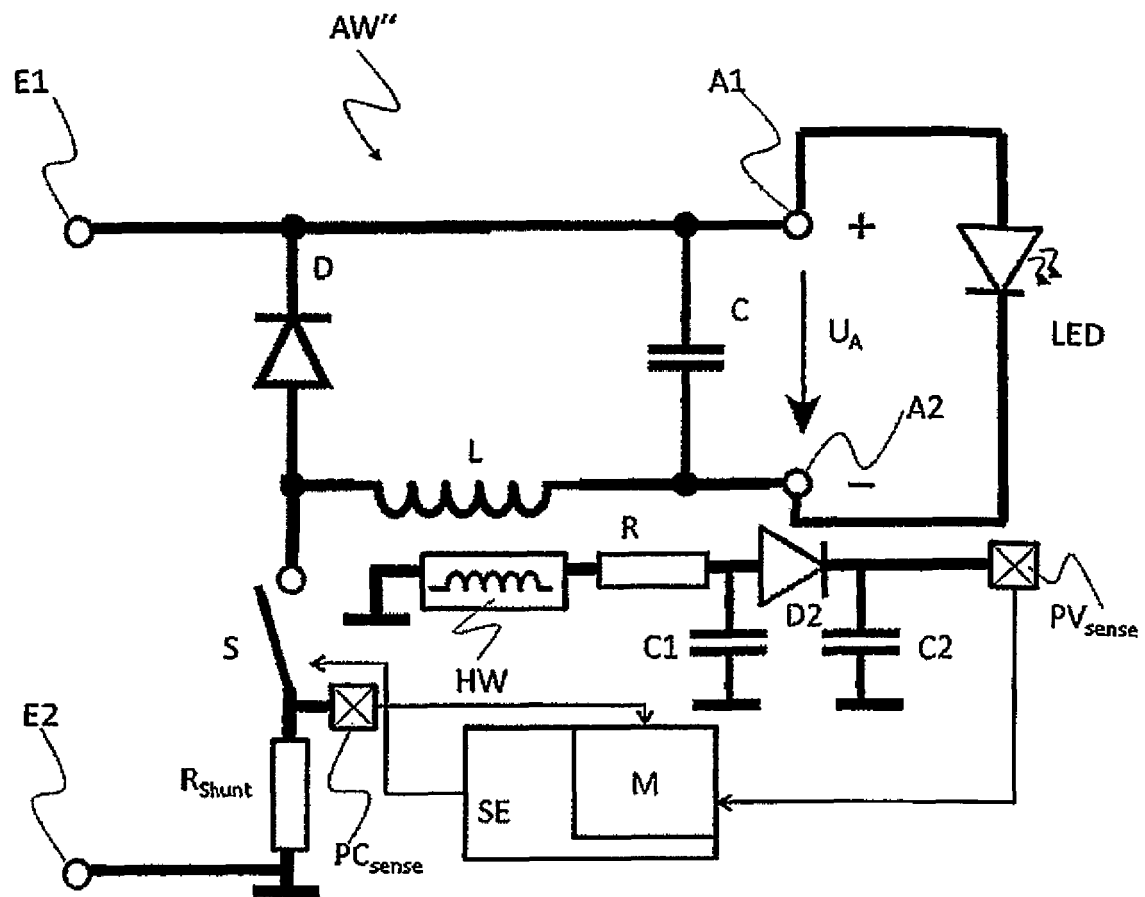 AW"
E1
A1
+
D
C
U_A
LED
A2
L
−
R
D2
PV_sense
S
C1
C2
HW
E2
M
R_Shunt
SE
PC_sense